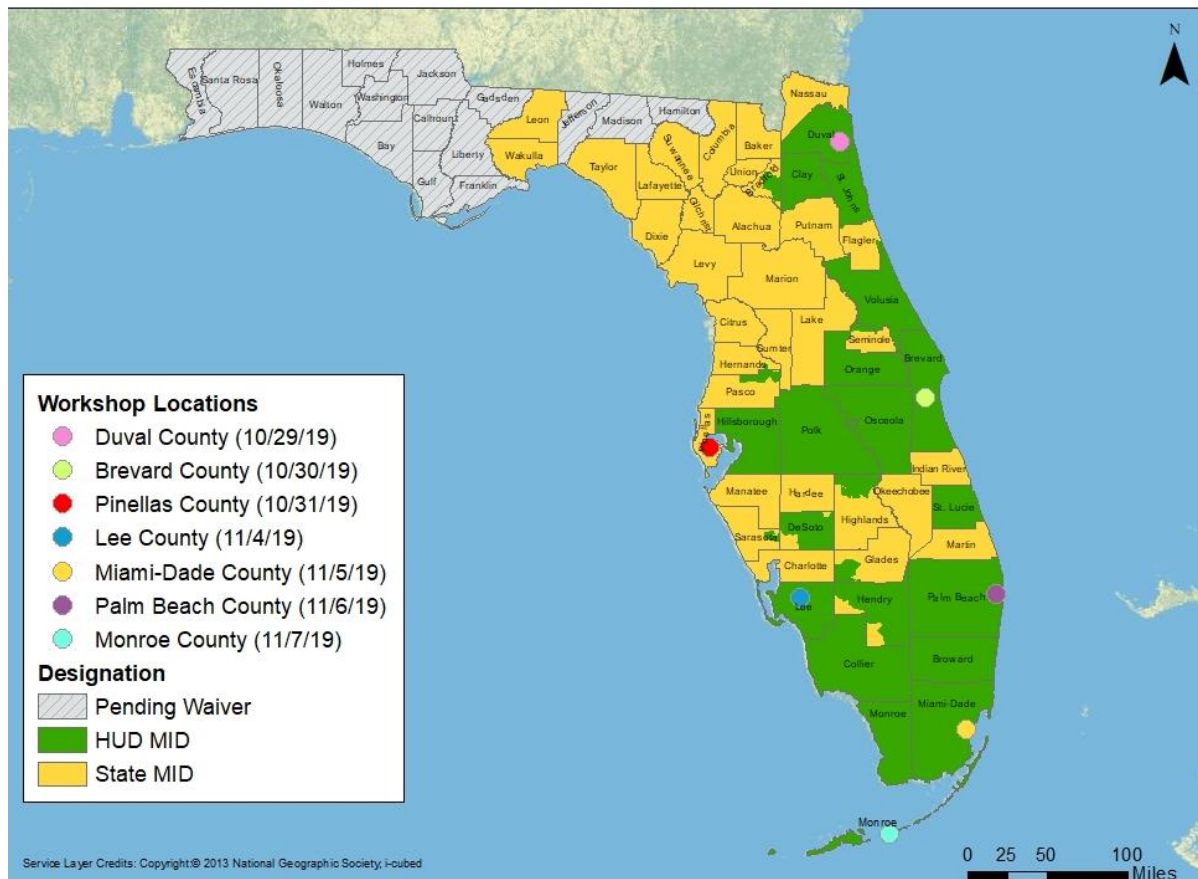 N
Escambia
Santa Rosa
Okaloosa
Walton
Holmes
Washington
Jackson
Bay
Calhoun
Gulf
Liberty
Gadsden
Franklin
Leon
Wakulla
Jefferson
Madison
Hamilton
Taylor
Lafayette
Suwannee
Columbia
Baker
Nassau
Duval
Union
Bradford
Clay
St. Johns
Gilchrist
Dixie
Alachua
Putnam
Flagler
Levy
Marion
Volusia
Citrus
Lake
Sumter
Seminole
Hernando
Orange
Brevard
Pasco
Hillsborough
Polk
Osceola
Indian River
Manatee
Hardee
Okeechobee
Highlands
St. Lucie
DeSoto
Sarasota
Martin
Charlotte
Glades
Lee
Hendry
Palm Beach
Collier
Broward
Monroe
Miami-Dade
Monroe
Workshop Locations
Duval County (10/29/19)
Brevard County (10/30/19)
Pinellas County (10/31/19)
Lee County (11/4/19)
Miami-Dade County (11/5/19)
Palm Beach County (11/6/19)
Monroe County (11/7/19)
Designation
Pending Waiver
HUD MID
State MID
Service Layer Credits: Copyright:© 2013 National Geographic Society, i-cubed
0 25 50 100
Miles